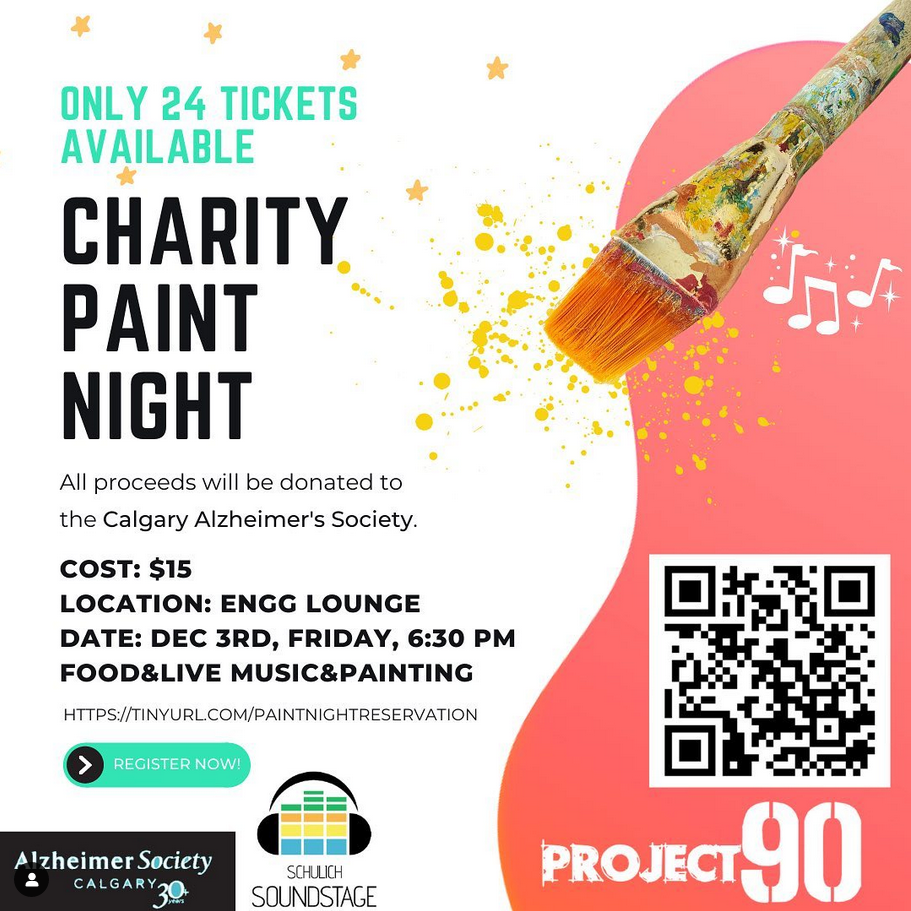 ONLY 24 TICKETS
AVAILABLE
CHARITY
PAINT
NIGHT
All proceeds will be donated to
the Calgary Alzheimer's Society.
COST: $15
LOCATION: ENGG LOUNGE
DATE: DEC 3RD, FRIDAY, 6:30 PM
FOOD&LIVE MUSIC&PAINTING
HTTPS://TINYURL.COM/PAINTNIGHTRESERVATION
REGISTER NOW!
Alzheimer Society
CALGARY
30+
years
SCHULICH
SOUNDSTAGE
PROJECT90